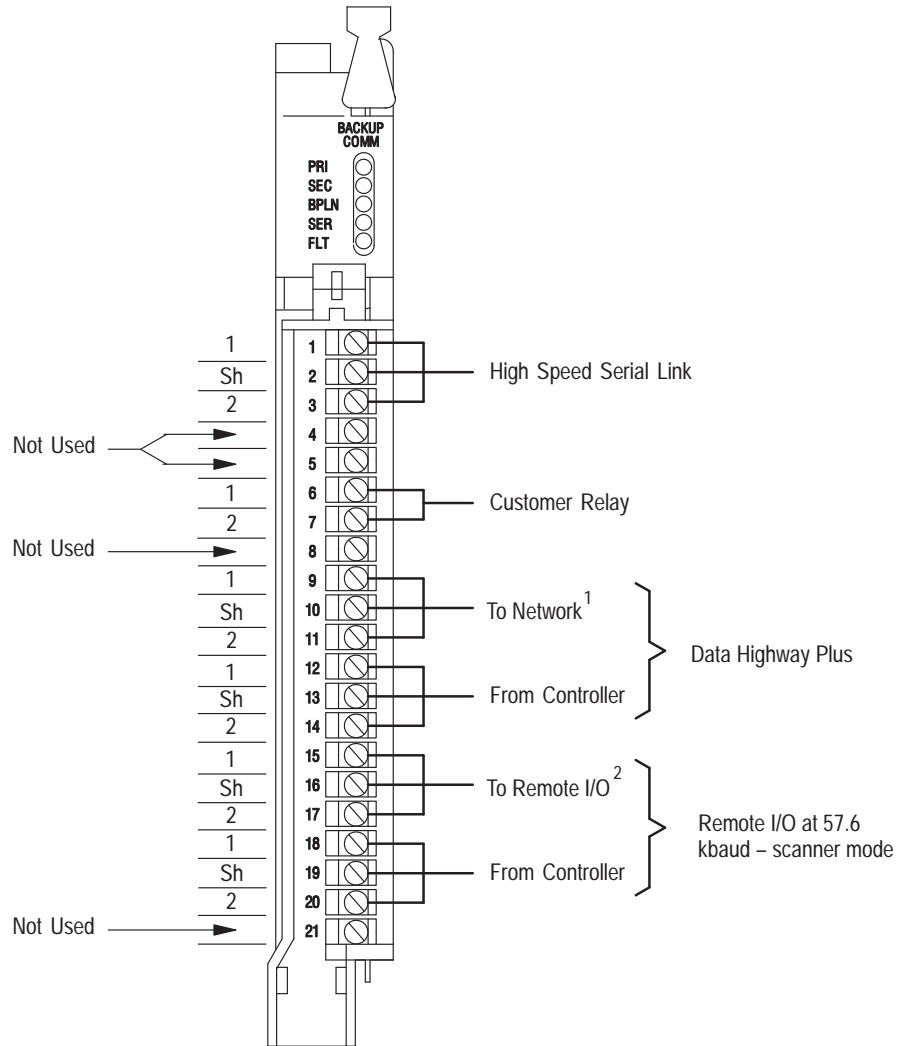 BACKUP
COMM
PRI
SEC
BPLN
SER
FLT
1 1
Sh 2 High Speed Serial Link
2 3
Not Used 4
5
1 6
Customer Relay
2 7
Not Used 8
1 9
Sh 10 To Network 1
2 11
Data Highway Plus
1 12
Sh 13 From Controller
2 14
1 15
Sh 16 To Remote I/O 2
2 17
Remote I/O at 57.6
kbaud – scanner mode
1 18
Sh 19 From Controller
2 20
Not Used 21